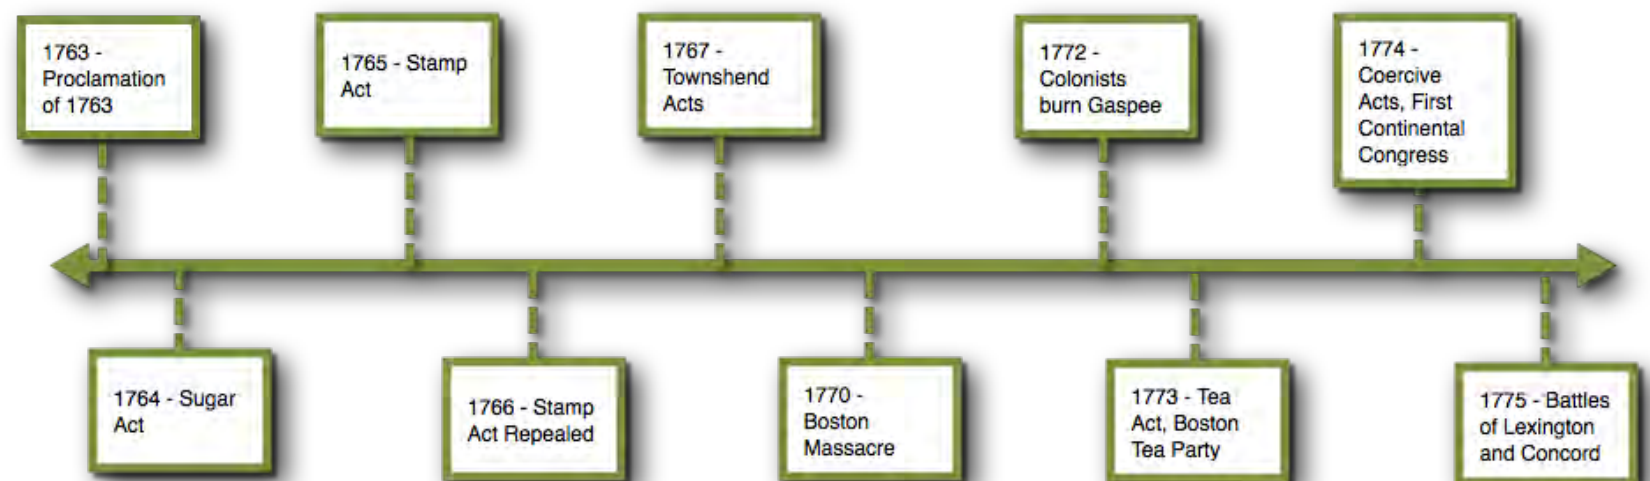 1763 -
Proclamation
of 1763
1764 - Sugar
Act
1765 - Stamp
Act
1766 - Stamp
Act Repealed
1767 -
Townshend
Acts
1770 -
Boston
Massacre
1772 -
Colonists
burn Gaspee
1773 - Tea
Act, Boston
Tea Party
1774 -
Coercive
Acts, First
Continental
Congress
1775 - Battles
of Lexington
and Concord